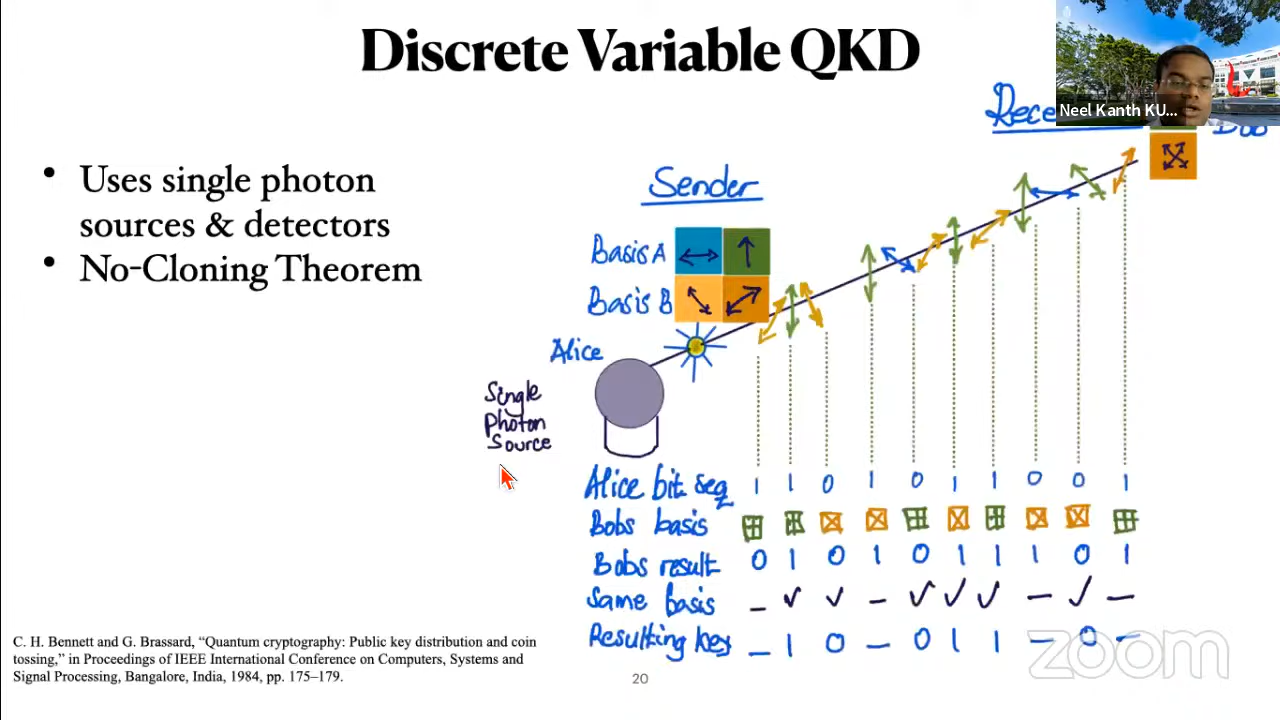 Discrete Variable QKD
Neel Kanth KU...
• Uses single photon
sources & detectors
• No-Cloning Theorem
Sender
Basis A
Basis B
Alice
Single
Photon
Source
Alice bit seq 1 1 0 1 0 1 1 0 0 1
Bobs basis
Bobs result 0 1 0 1 0 1 1 1 0 1
Same basis – ✓ ✓ – ✓ ✓ ✓ – ✓ –
Resulting key – 1 0 – 0 1 1 – 0 –
C. H. Bennett and G. Brassard, “Quantum cryptography: Public key distribution and coin
tossing,” in Proceedings of IEEE International Conference on Computers, Systems and
Signal Processing, Bangalore, India, 1984, pp. 175–179.
20
zoom